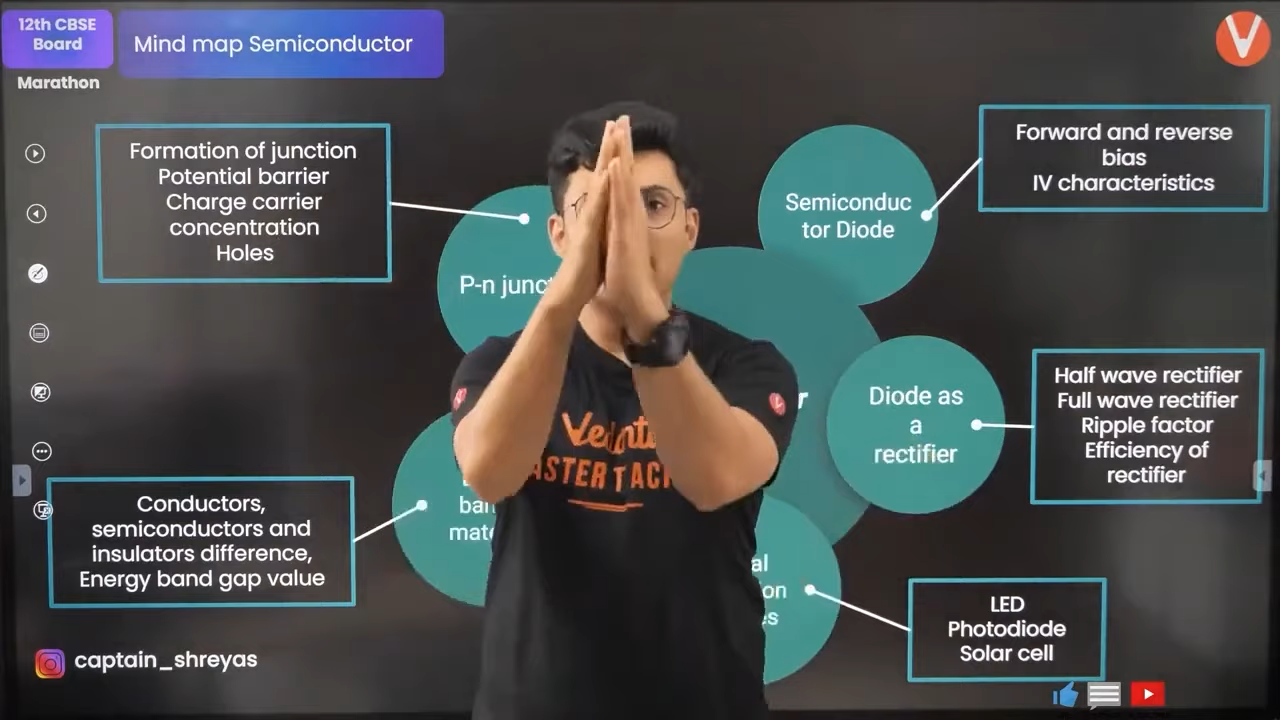 12th CBSE
Board
Marathon
Mind map Semiconductor
Formation of junction
Potential barrier
Charge carrier
concentration
Holes
P-n junct
Semiconduc
tor Diode
Forward and reverse
bias
IV characteristics
Diode as
a
rectifier
Half wave rectifier
Full wave rectifier
Ripple factor
Efficiency of
rectifier
Conductors,
semiconductors and
insulators difference,
Energy band gap value
LED
Photodiode
Solar cell
captain_shreyas